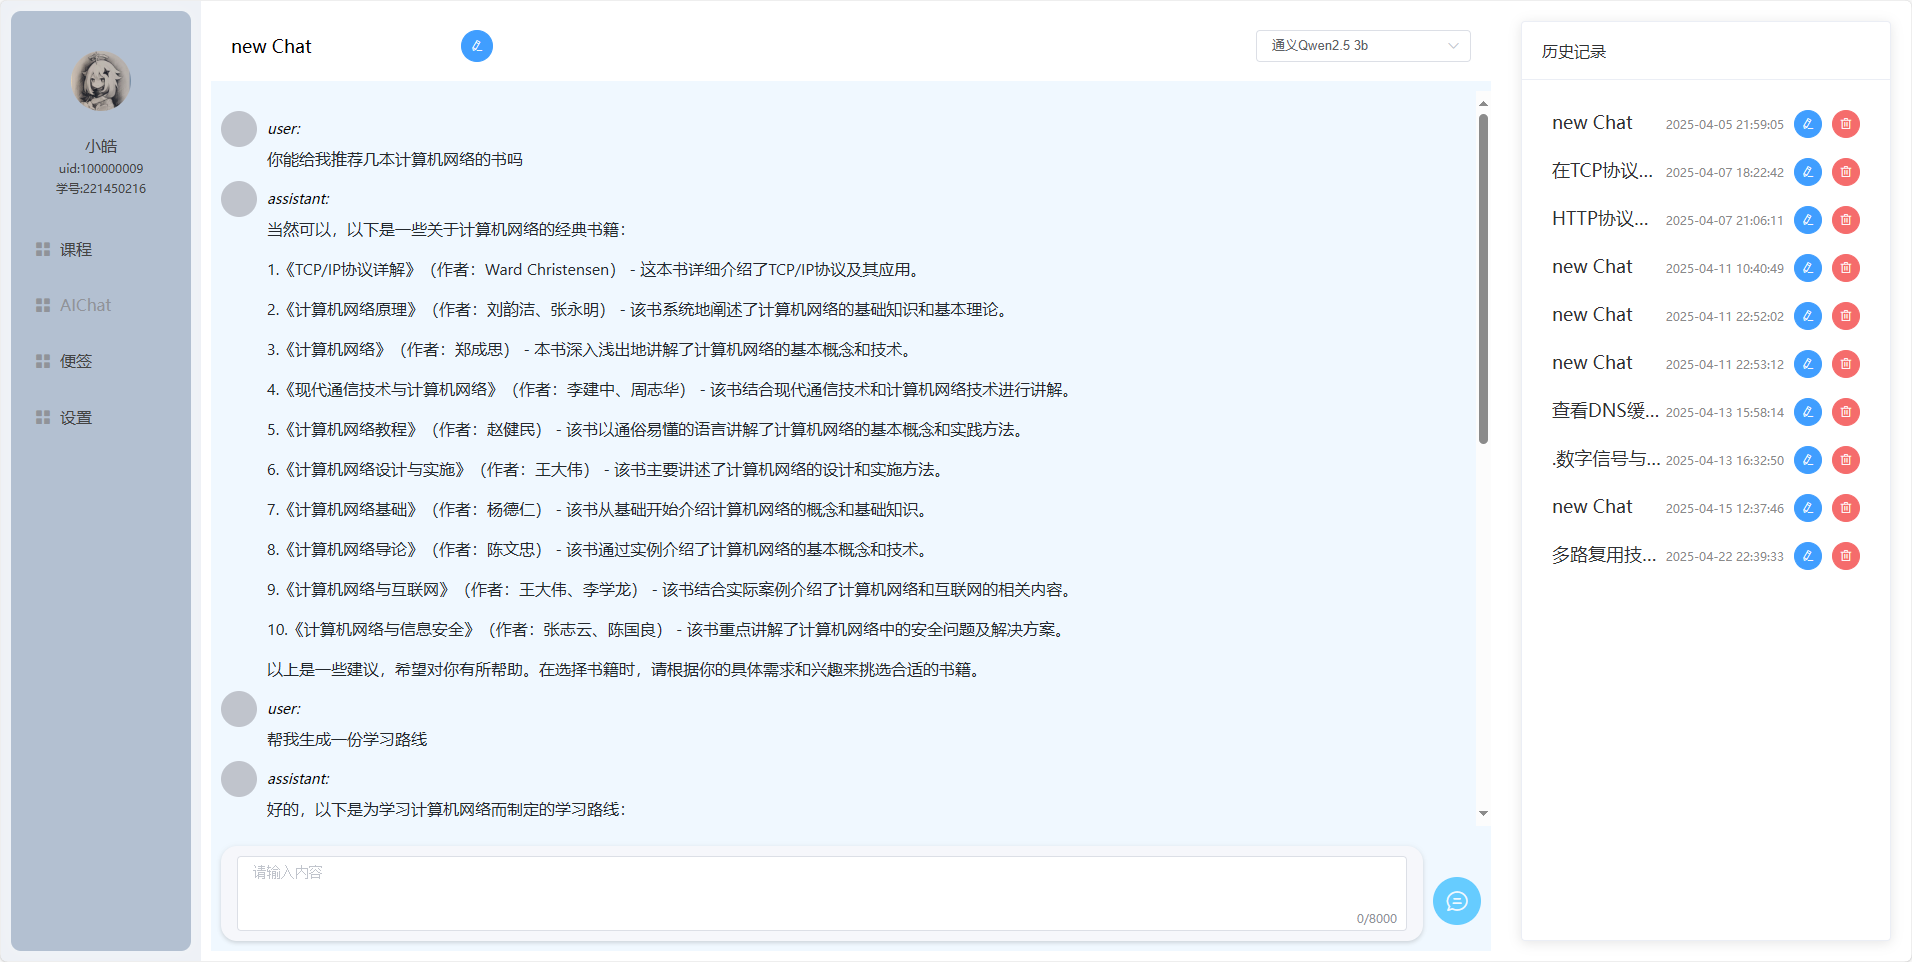 小皓
uid:100000009
学号:221450216
课程
AIChat
便签
设置
new Chat
通义Qwen2.5 3b
user:
你能给我推荐几本计算机网络的书吗
assistant:
当然可以，以下是一些关于计算机网络的经典书籍：
1.《TCP/IP协议详解》（作者：Ward Christensen） - 这本书详细介绍了TCP/IP协议及其应用。
2.《计算机网络原理》（作者：刘韵洁、张永明） - 该书系统地阐述了计算机网络的基础知识和基本理论。
3.《计算机网络》（作者：郑成思） - 本书深入浅出地讲解了计算机网络的基本概念和技术。
4.《现代通信技术与计算机网络》（作者：李建中、周志华） - 该书结合现代通信技术和计算机网络技术进行讲解。
5.《计算机网络教程》（作者：赵健民） - 该书以通俗易懂的语言讲解了计算机网络的基本概念和实践方法。
6.《计算机网络设计与实施》（作者：王大伟） - 该书主要讲述了计算机网络的设计和实施方法。
7.《计算机网络基础》（作者：杨德仁） - 该书从基础开始介绍计算机网络的概念和基础知识。
8.《计算机网络导论》（作者：陈文忠） - 该书通过实例介绍了计算机网络的基本概念和技术。
9.《计算机网络与互联网》（作者：王大伟、李学龙） - 该书结合实际案例介绍了计算机网络和互联网的相关内容。
10.《计算机网络与信息安全》（作者：张志云、陈国良） - 该书重点讲解了计算机网络中的安全问题及解决方案。
以上是一些建议，希望对你有所帮助。在选择书籍时，请根据你的具体需求和兴趣来挑选合适的书籍。
user:
帮我生成一份学习路线
assistant:
好的，以下是为学习计算机网络而制定的学习路线：
请输入内容
0/8000
历史记录
new Chat 2025-04-05 21:59:05
在TCP协议... 2025-04-07 18:22:42
HTTP协议... 2025-04-07 21:06:11
new Chat 2025-04-11 10:40:49
new Chat 2025-04-11 22:52:02
new Chat 2025-04-11 22:53:12
查看DNS缓... 2025-04-13 15:58:14
.数字信号与... 2025-04-13 16:32:50
new Chat 2025-04-15 12:37:46
多路复用技... 2025-04-22 22:39:33